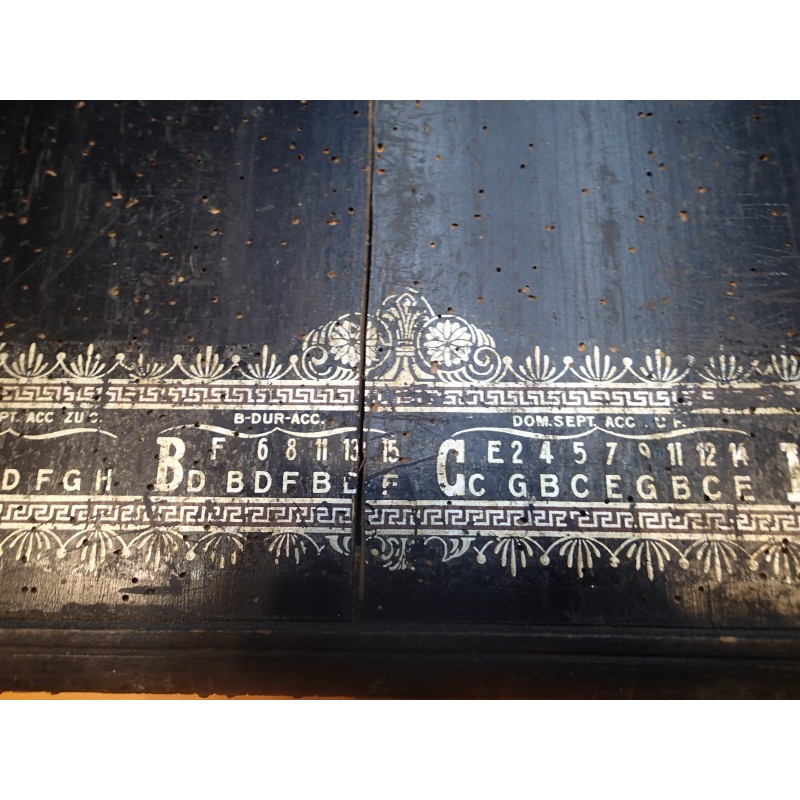 PT. ACC ZU C. B-DUR-ACC. DOM.SEPT. ACC. U F.
B F 6 8 11 13 15 C E 2 4 5 7 9 11 12 14
D F G H D B D F B D F C G B C E G B C E